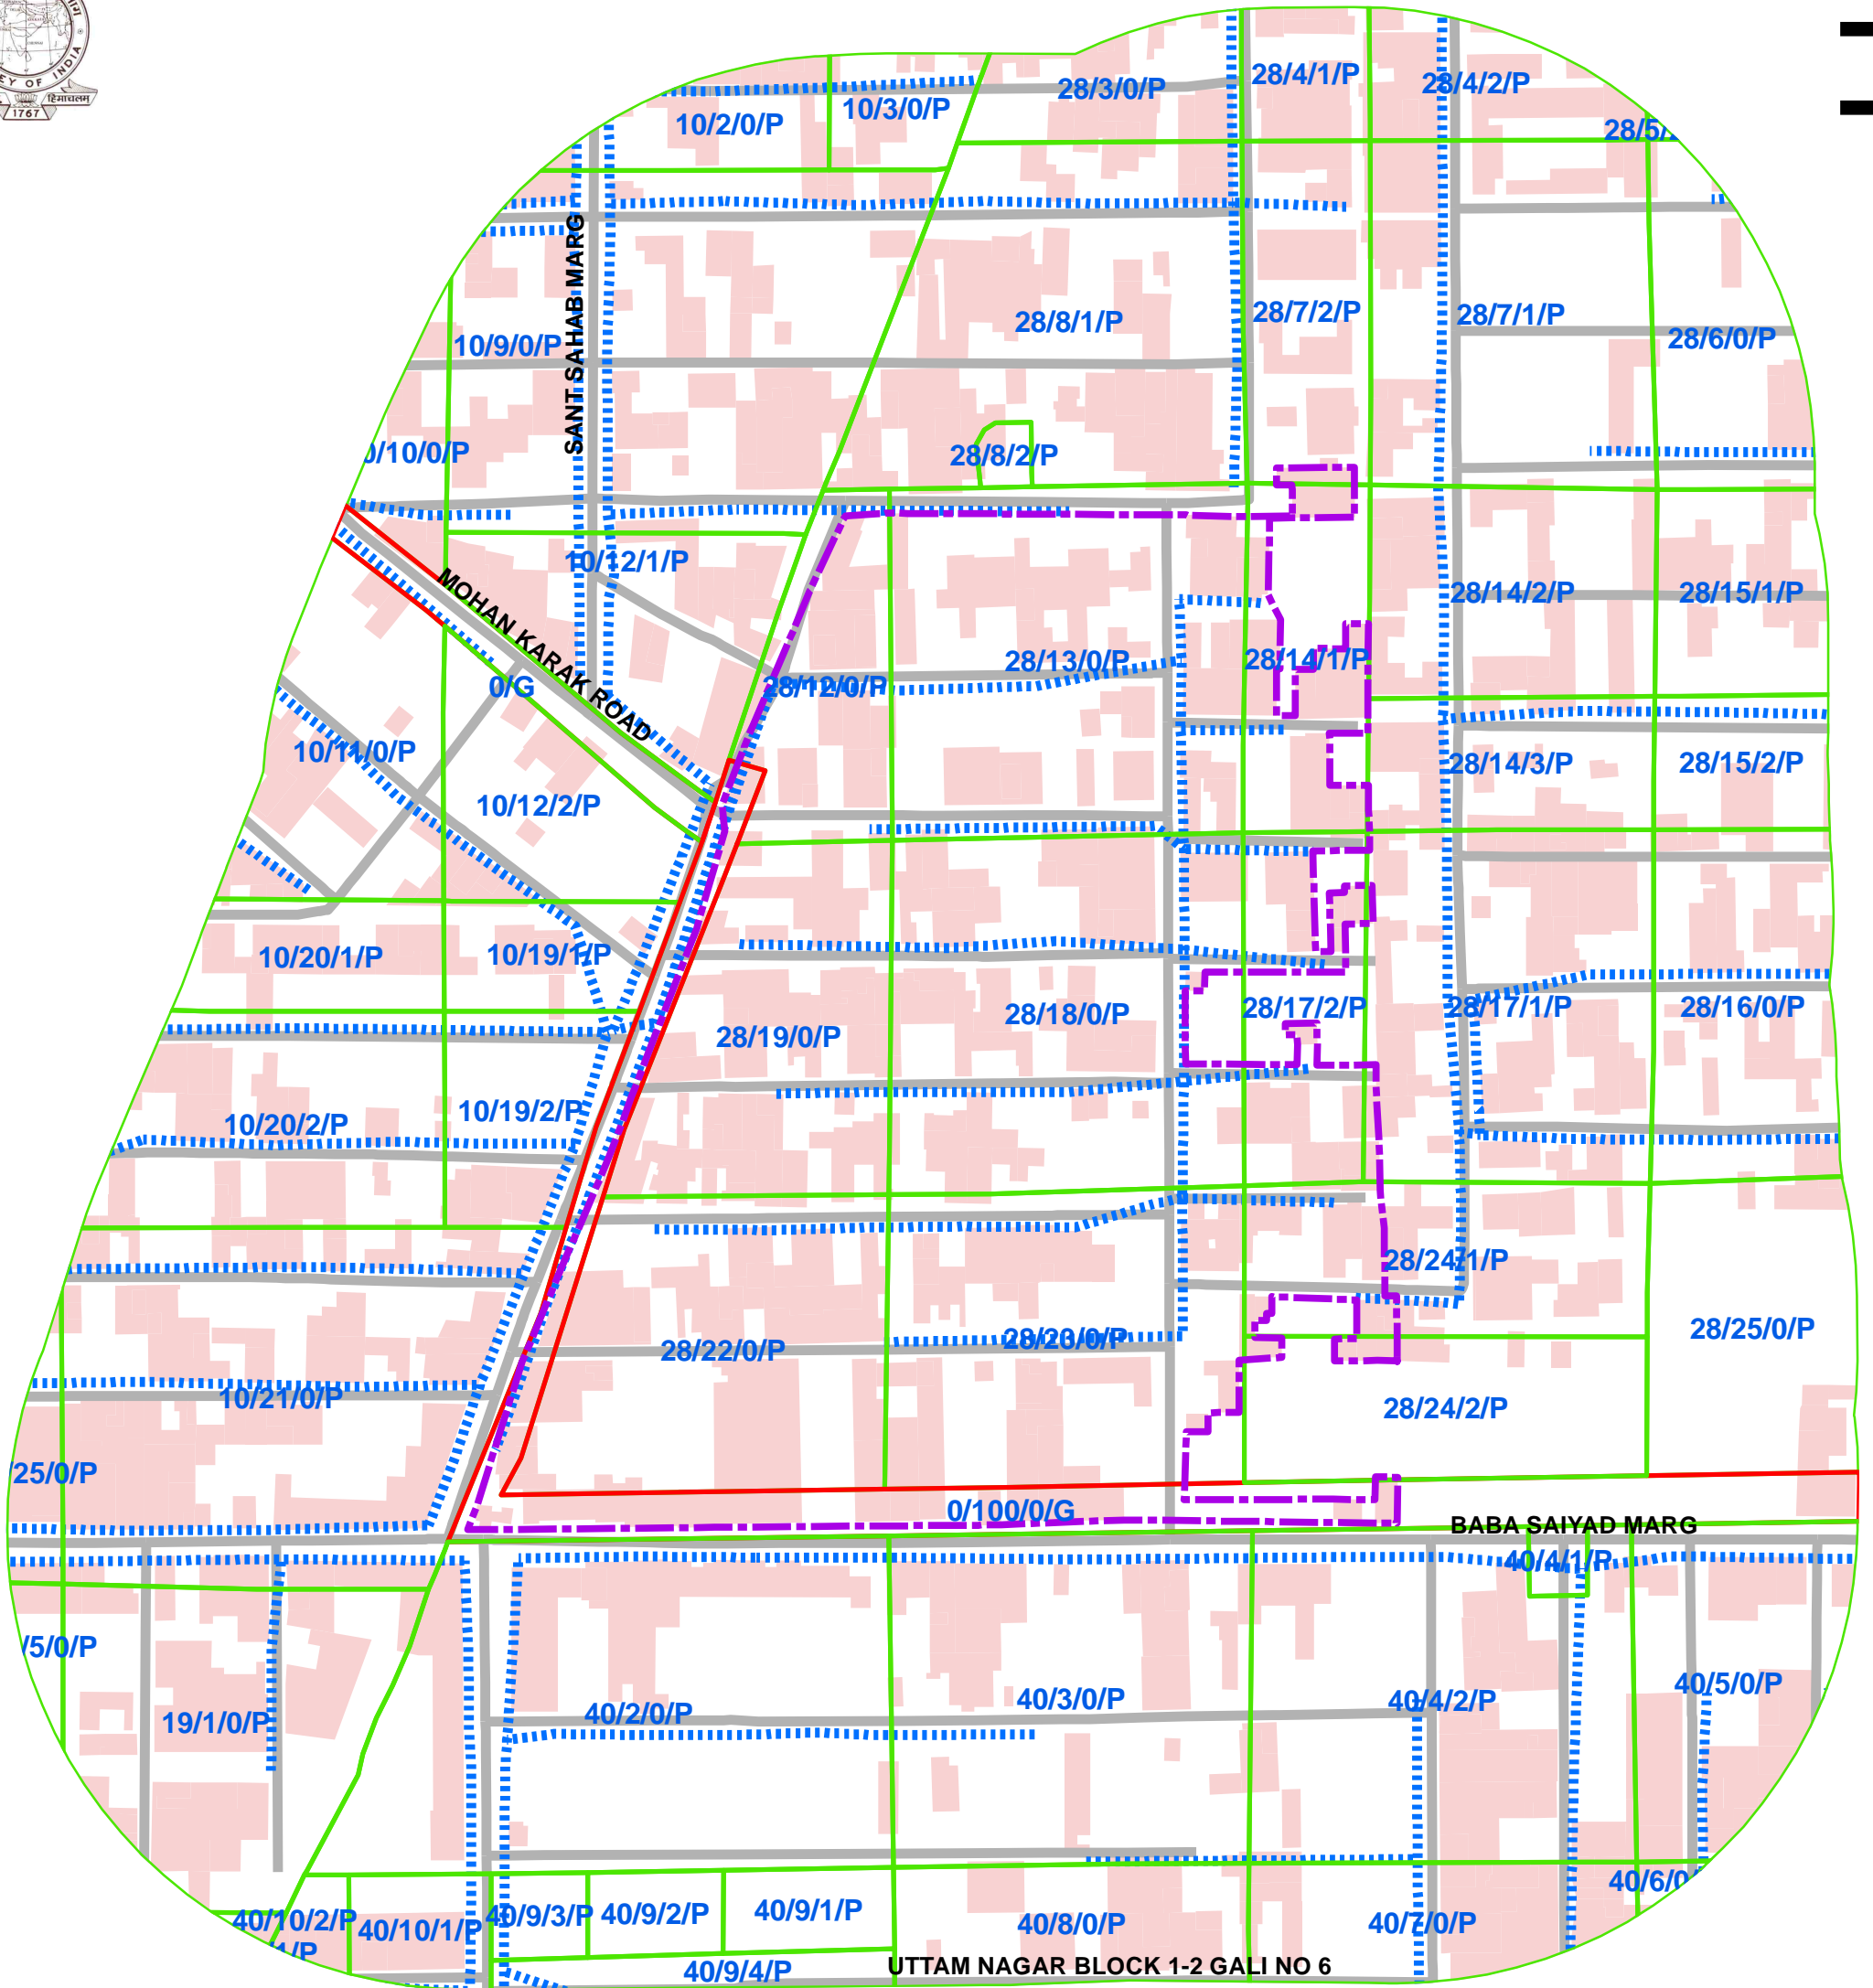 EY OF INDIA
1767
हिमाचलम्
28/4/1/P
28/4/2/P
28/3/0/P
10/3/0/P
10/2/0/P
28/5/
SANT SAHAB MARG
28/7/2/P
28/7/1/P
28/8/1/P
28/6/0/P
10/9/0/P
0/10/0/P
28/8/2/P
10/12/1/P
MOHAN KARAK ROAD
28/14/2/P
28/15/1/P
28/13/0/P
28/14/1/P
0/G
28/12/0/P
10/11/0/P
28/14/3/P
28/15/2/P
10/12/2/P
10/20/1/P
10/19/1/P
28/17/2/P
28/17/1/P
28/16/0/P
28/18/0/P
28/19/0/P
10/19/2/P
10/20/2/P
28/24/1/P
28/22/0/P
28/23/0/P
28/25/0/P
10/21/0/P
28/24/2/P
/25/0/P
0/100/0/G
BABA SAIYAD MARG
40/4/1/P
/5/0/P
19/1/0/P
40/2/0/P
40/3/0/P
40/4/2/P
40/5/0/P
40/6/0/
40/10/2/P
40/10/1/P
40/9/3/P
40/9/2/P
40/9/1/P
40/8/0/P
40/7/0/P
/1/P
40/9/4/P
UTTAM NAGAR BLOCK 1-2 GALI NO 6